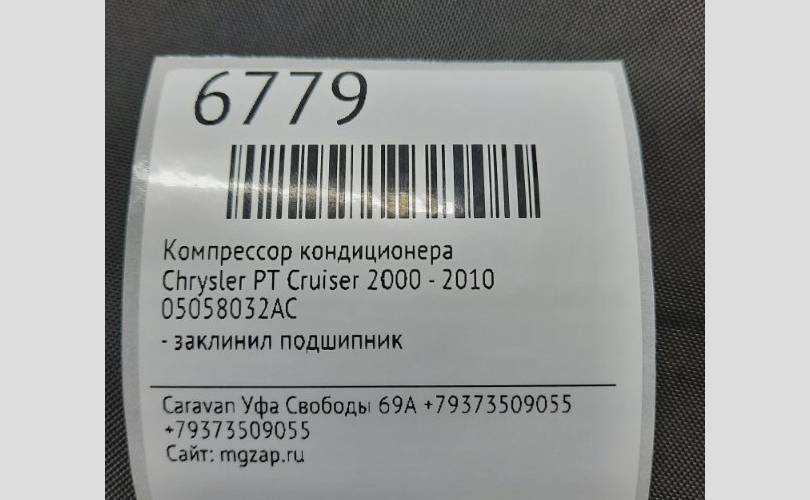 6779
Компрессор кондиционера
Chrysler PT Cruiser 2000 - 2010
05058032AC
- заклинил подшипник
Caravan Уфа Свободы 69А +79373509055
+79373509055
Сайт: mgzap.ru